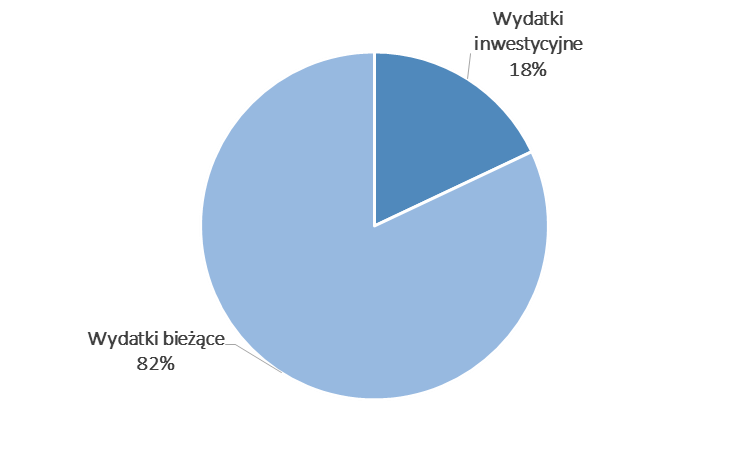 Wydatki
inwestycyjne
18%
Wydatki bieżące
82%